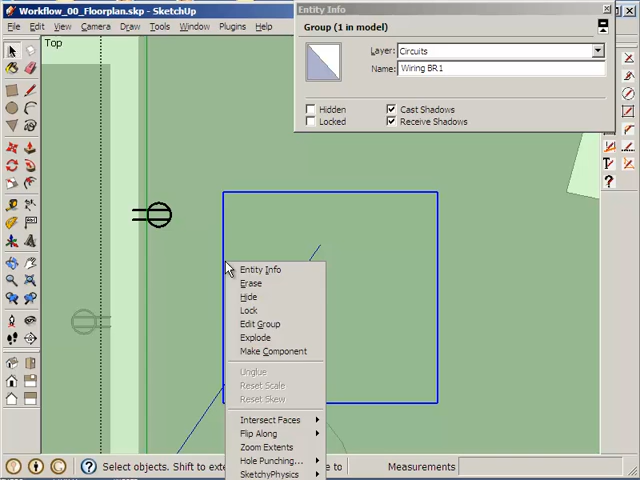 Workflow_00_Floorplan.skp - SketchUp
File Edit View Camera Draw Tools Window Plugins Help
Top
Entity Info
Group (1 in model)
Layer: Circuits
Name: Wiring BR1
Hidden Cast Shadows
Locked Receive Shadows
Entity Info
Erase
Hide
Lock
Edit Group
Explode
Make Component
Unglue
Reset Scale
Reset Skew
Intersect Faces
Flip Along
Zoom Extents
Hole Punching...
SketchyPhysics
Select objects. Shift to exte
e to
Measurements